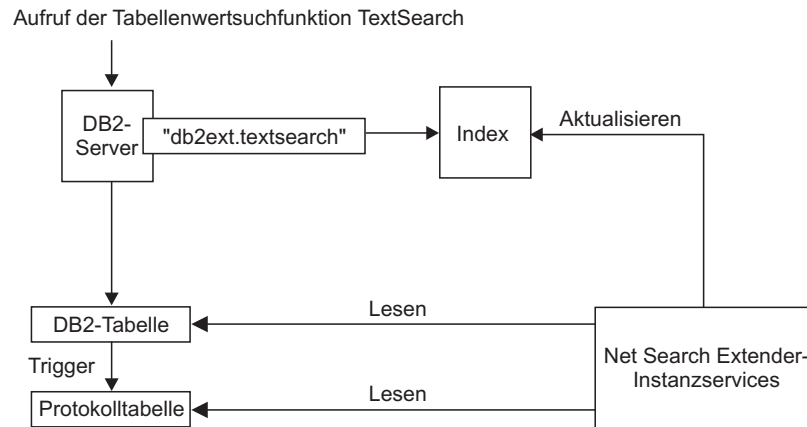 Aufruf der Tabellenwertsuchfunktion TextSearch
DB2-
Server
"db2ext.textsearch"
Index
Aktualisieren
DB2-Tabelle
Lesen
Trigger
Net Search Extender-
Instanzservices
Protokolltabelle
Lesen